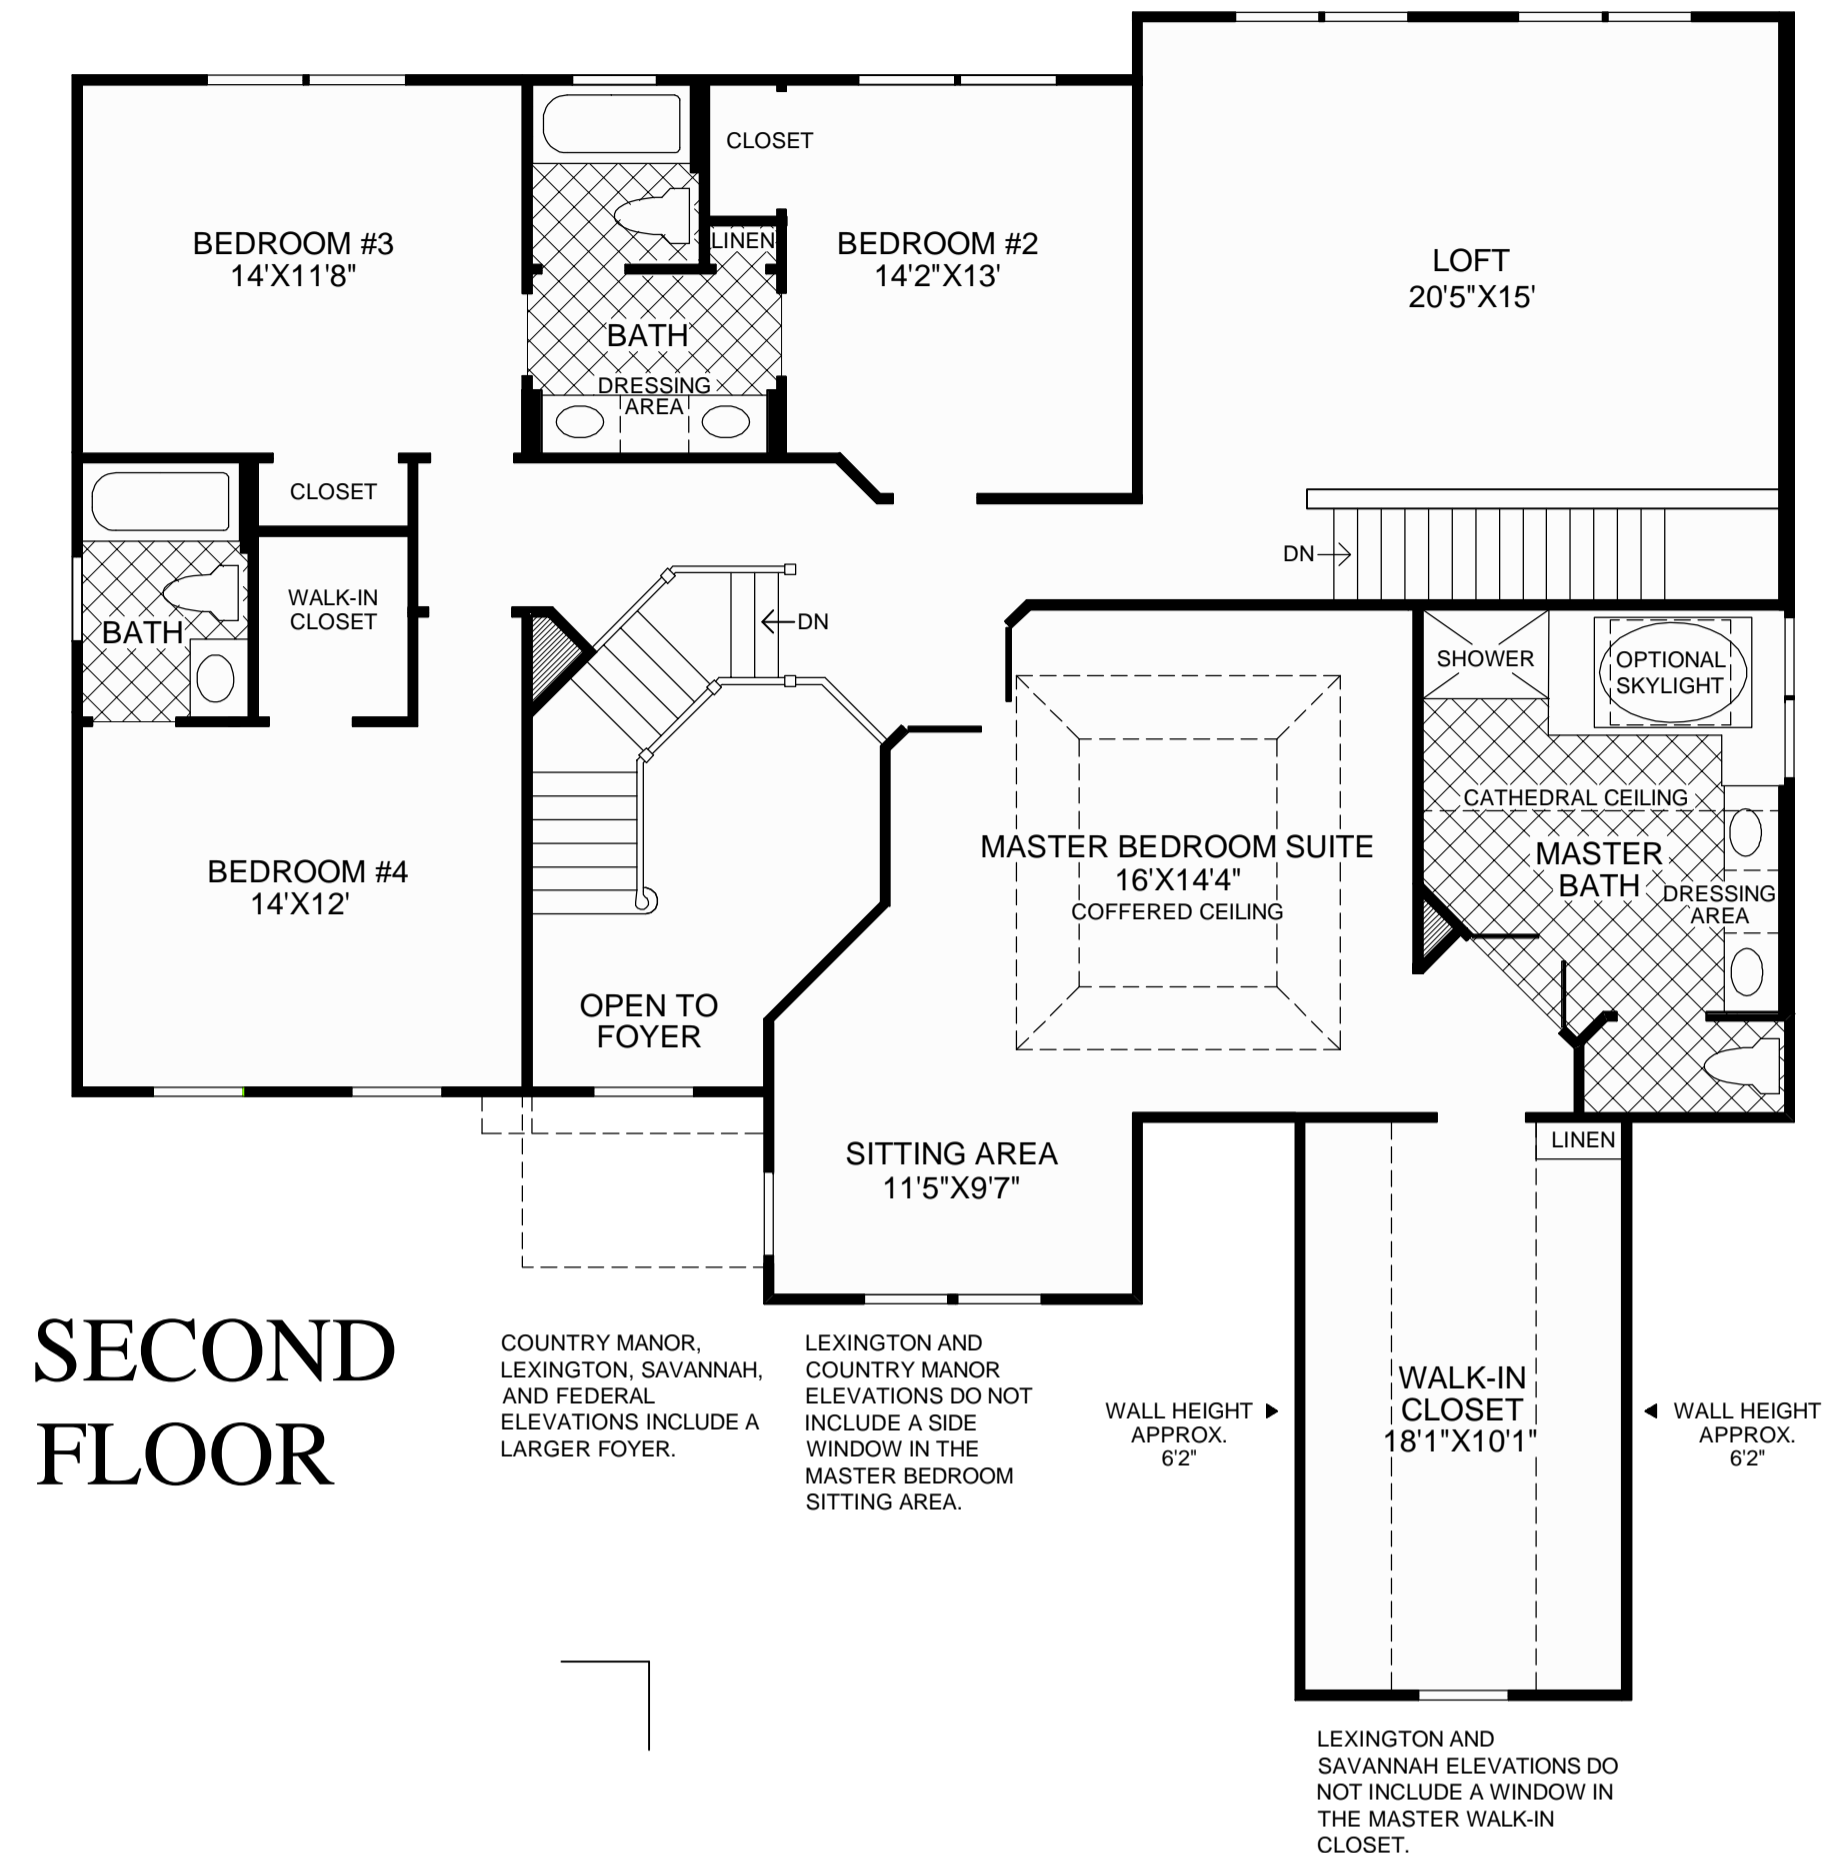 CLOSET
BEDROOM #3
14'X11'8"
LINEN
BEDROOM #2
14'2"X13'
LOFT
20'5"X15'
BATH
DRESSING
AREA
CLOSET
DN
WALK-IN
CLOSET
BATH
DN
SHOWER
OPTIONAL
SKYLIGHT
CATHEDRAL CEILING
MASTER BEDROOM SUITE
16'X14'4"
COFFERED CEILING
MASTER
BATH
DRESSING
AREA
BEDROOM #4
14'X12'
OPEN TO
FOYER
SITTING AREA
11'5"X9'7"
LINEN
SECOND
FLOOR
COUNTRY MANOR,
LEXINGTON, SAVANNAH,
AND FEDERAL
ELEVATIONS INCLUDE A
LARGER FOYER.
LEXINGTON AND
COUNTRY MANOR
ELEVATIONS DO NOT
INCLUDE A SIDE
WINDOW IN THE
MASTER BEDROOM
SITTING AREA.
WALL HEIGHT
APPROX.
6'2"
WALK-IN
CLOSET
18'1"X10'1"
WALL HEIGHT
APPROX.
6'2"
LEXINGTON AND
SAVANNAH ELEVATIONS DO
NOT INCLUDE A WINDOW IN
THE MASTER WALK-IN
CLOSET.